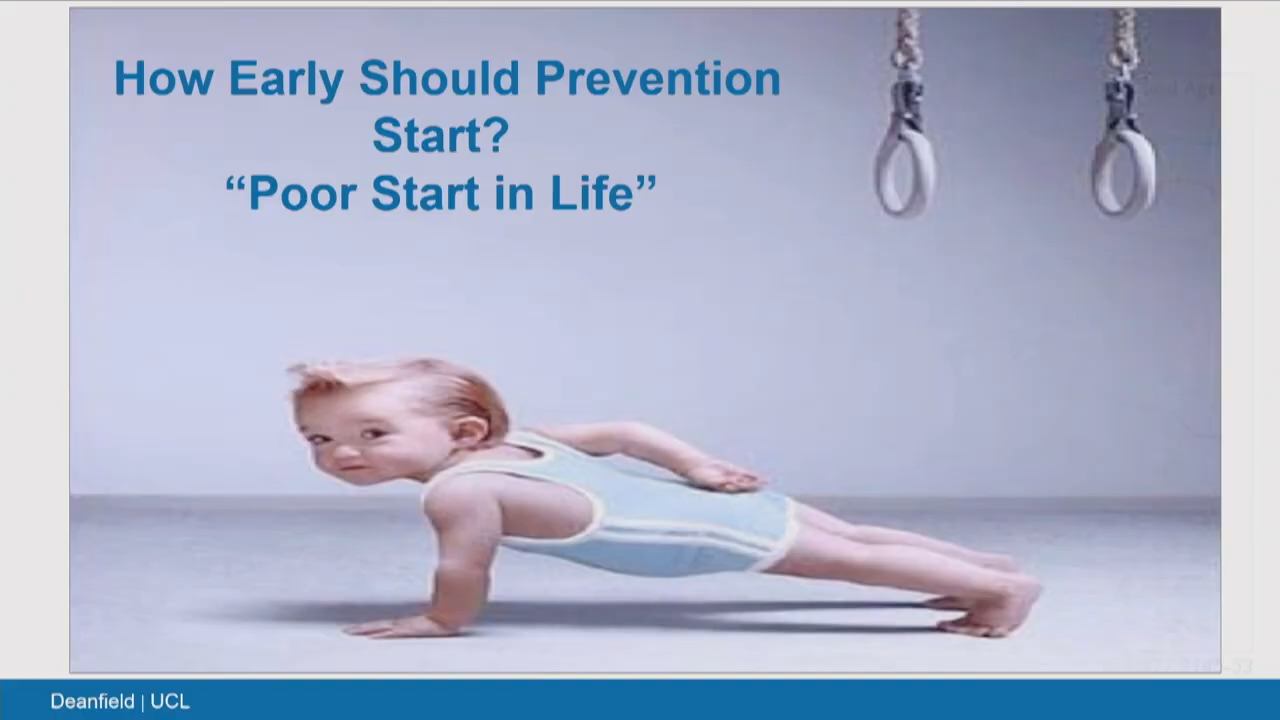 How Early Should Prevention
Start?
“Poor Start in Life”
Deanfield | UCL